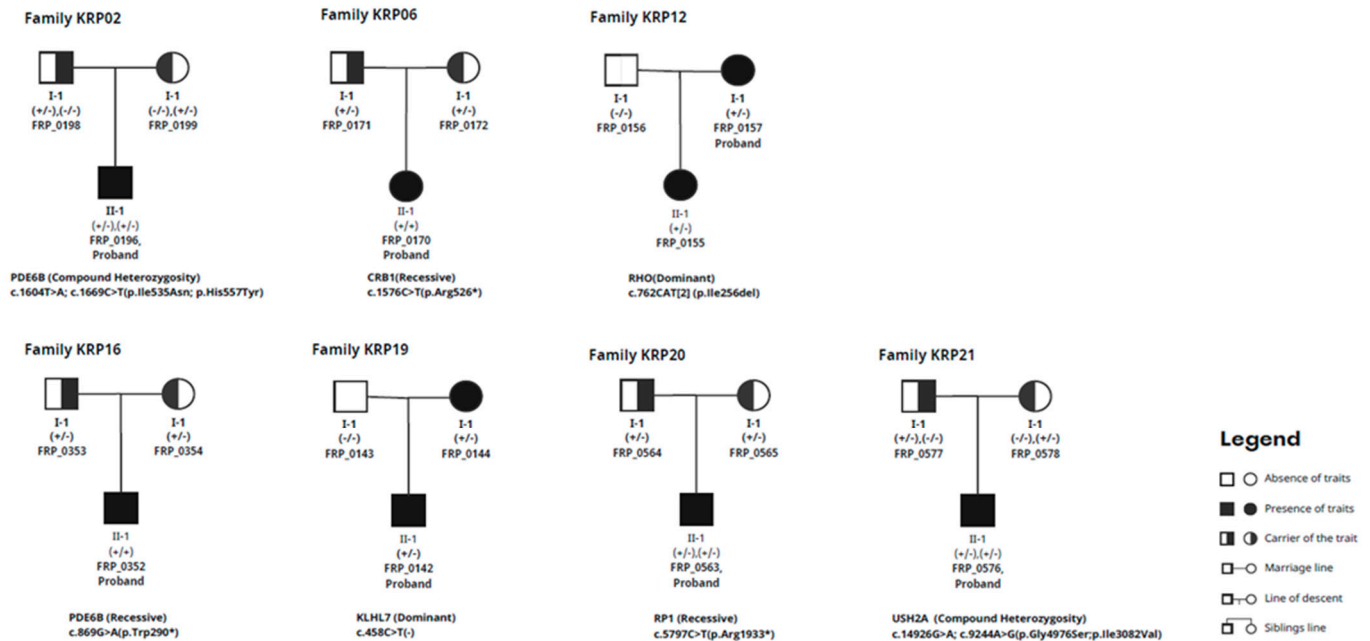 Family KRP02
I-1
(+/-),(-/-)
FRP_0198
I-1
(-/-),(+/-)
FRP_0199
II-1
(+/-),(+/-)
FRP_0196,
Proband
PDE6B (Compound Heterozygosity)
c.1604T>A; c.1669C>T(p.Ile535Asn; p.His557Tyr)
Family KRP06
I-1
(+/-)
FRP_0171
I-1
(+/-)
FRP_0172
II-1
(+/+)
FRP_0170
Proband
CRB1(Recessive)
c.1576C>T(p.Arg526*)
Family KRP12
I-1
(-/-)
FRP_0156
I-1
(+/-)
FRP_0157
Proband
II-1
(+/-)
FRP_0155
RHO(Dominant)
c.762CAT[2] (p.Ile256del)
Family KRP16
I-1
(+/-)
FRP_0353
I-1
(+/-)
FRP_0354
II-1
(+/+)
FRP_0352
Proband
PDE6B (Recessive)
c.869G>A(p.Trp290*)
Family KRP19
I-1
(-/-)
FRP_0143
I-1
(+/-)
FRP_0144
II-1
(+/-)
FRP_0142
Proband
KLHL7 (Dominant)
c.458C>T(-)
Family KRP20
I-1
(+/-)
FRP_0564
I-1
(+/-)
FRP_0565
II-1
(+/-),(+/-)
FRP_0563,
Proband
RP1 (Recessive)
c.5797C>T(p.Arg1933*)
Family KRP21
I-1
(+/-),(-/-)
FRP_0577
I-1
(-/-),(+/-)
FRP_0578
II-1
(+/-),(+/-)
FRP_0576,
Proband
USH2A (Compound Heterozygosity)
c.14926G>A; c.9244A>G(p.Gly4976Ser;p.Ile3082Val)
Legend
Absence of traits
Presence of traits
Carrier of the trait
Marriage line
Line of descent
Siblings line